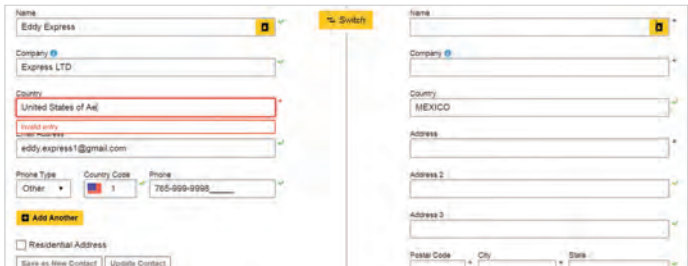 Name
Eddy Express
Switch
Company
Express LTD
Country
United States of Ae
Invalid entry
Email Address
eddy.express1@gmail.com
Phone Type Country Code Phone
Other 1 765-999-9998_____
Add Another
Residential Address
Save as New Contact Update Contact
Name
Company
Country
MEXICO
Address
Address 2
Address 3
Postal Code City State